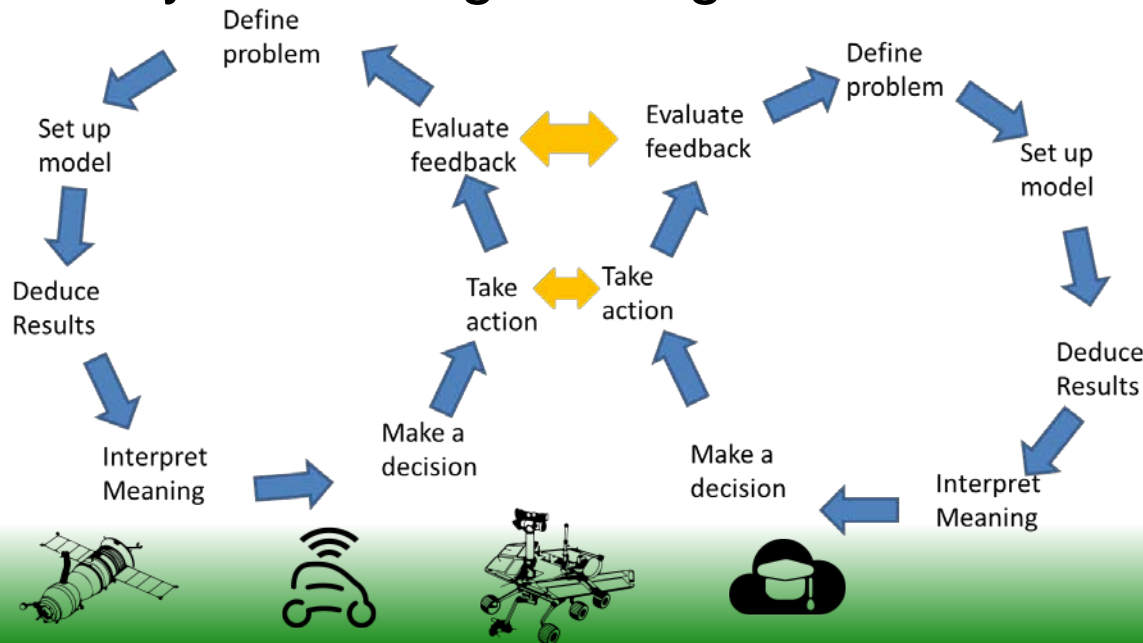 Define
problem
Set up
model
Deduce
Results
Interpret
Meaning
Make a
decision
Take
action
Evaluate
feedback
Evaluate
feedback
Define
problem
Set up
model
Deduce
Results
Interpret
Meaning
Make a
decision
Take
action